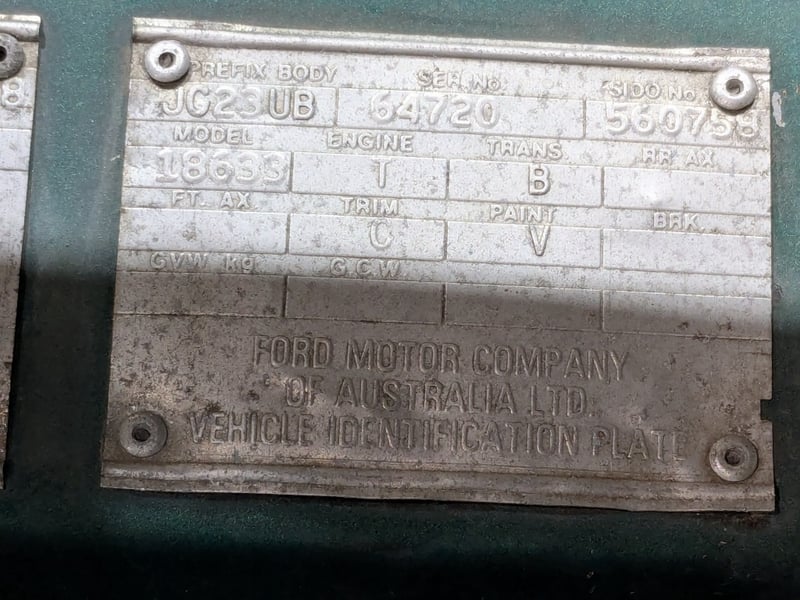 PREFIX BODY SER. No. SIDO No
JG23UB 64720 560758
MODEL ENGINE TRANS RR AX
18633 T B
FT. AX TRIM PAINT BRK.
C V
GVW kg G.C.W
FORD MOTOR COMPANY
OF AUSTRALIA LTD.
VEHICLE IDENTIFICATION PLATE
8